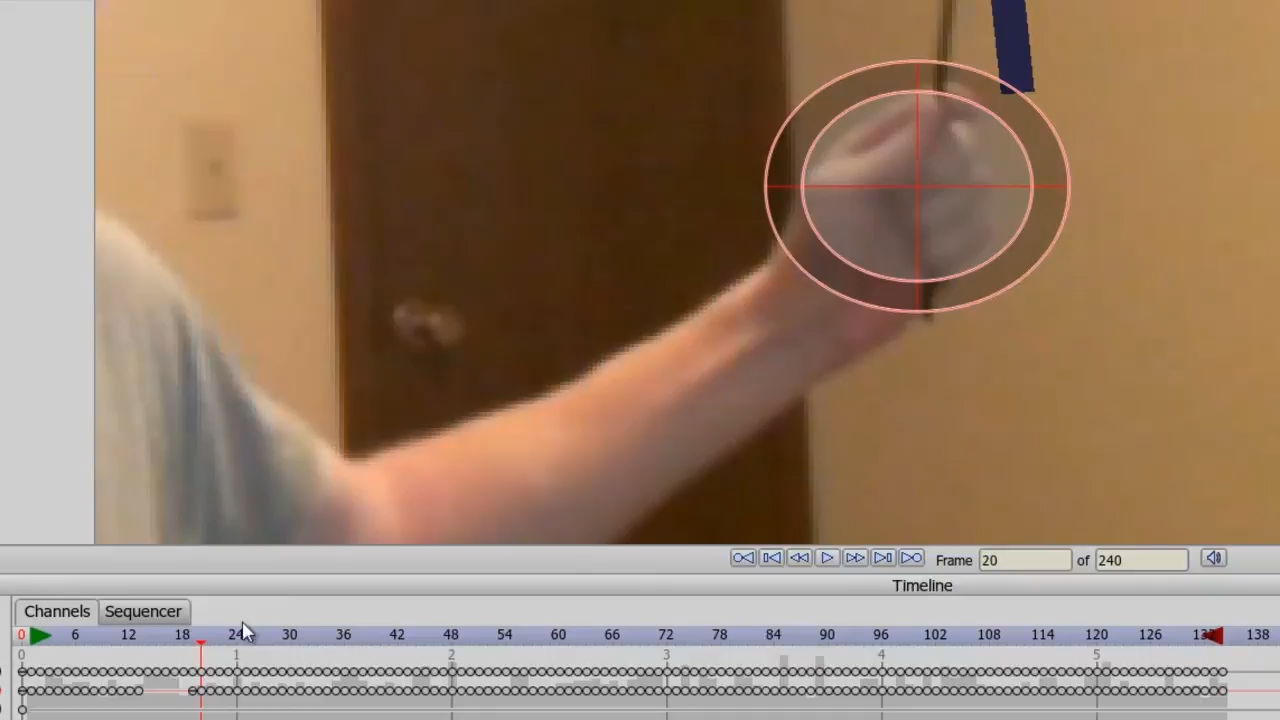 Frame 20 of 240
Timeline
Channels Sequencer
0 6 12 18 24 30 36 42 48 54 60 66 72 78 84 90 96 102 108 114 120 126 132 138
0 1 2 3 4 5